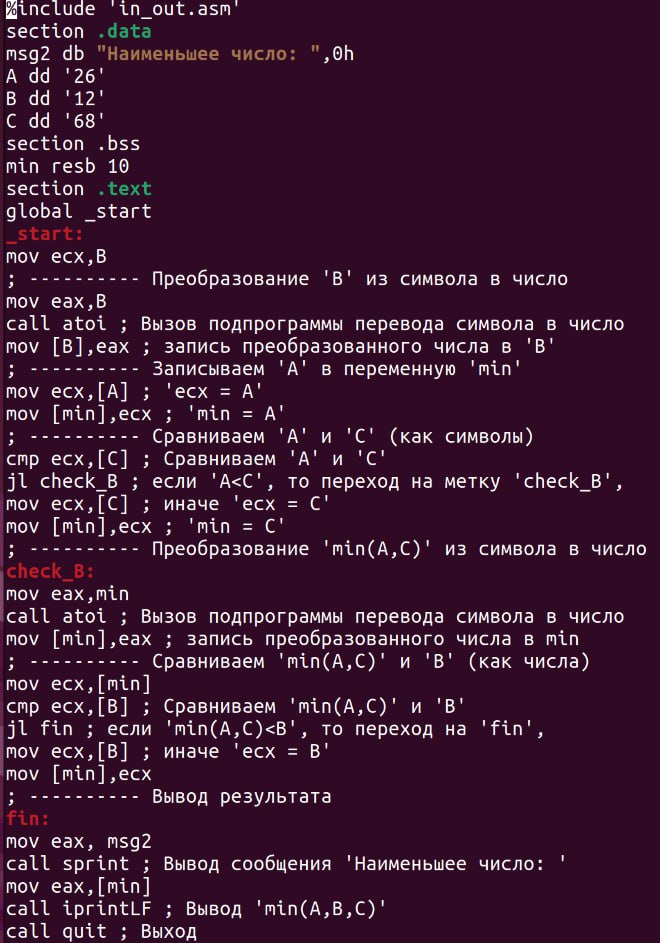 %include 'in_out.asm'
section .data
msg2 db "Наименьшее число: ",0h
A dd '26'
B dd '12'
C dd '68'
section .bss
min resb 10
section .text
global _start
_start:
mov ecx,B
; ---------- Преобразование 'B' из символа в число
mov eax,B
call atoi ; Вызов подпрограммы перевода символа в число
mov [B],eax ; запись преобразованного числа в 'B'
; ---------- Записываем 'A' в переменную 'min'
mov ecx,[A] ; 'ecx = A'
mov [min],ecx ; 'min = A'
; ---------- Сравниваем 'A' и 'С' (как символы)
cmp ecx,[C] ; Сравниваем 'A' и 'С'
jl check_B ; если 'A<C', то переход на метку 'check_B',
mov ecx,[C] ; иначе 'ecx = C'
mov [min],ecx ; 'min = C'
; ---------- Преобразование 'min(A,C)' из символа в число
check_B:
mov eax,min
call atoi ; Вызов подпрограммы перевода символа в число
mov [min],eax ; запись преобразованного числа в min
; ---------- Сравниваем 'min(A,C)' и 'B' (как числа)
mov ecx,[min]
cmp ecx,[B] ; Сравниваем 'min(A,C)' и 'B'
jl fin ; если 'min(A,C)<B', то переход на 'fin',
mov ecx,[B] ; иначе 'ecx = B'
mov [min],ecx
; ---------- Вывод результата
fin:
mov eax, msg2
call sprint ; Вывод сообщения 'Наименьшее число: '
mov eax,[min]
call iprintLF ; Вывод 'min(A,B,C)'
call quit ; Выход